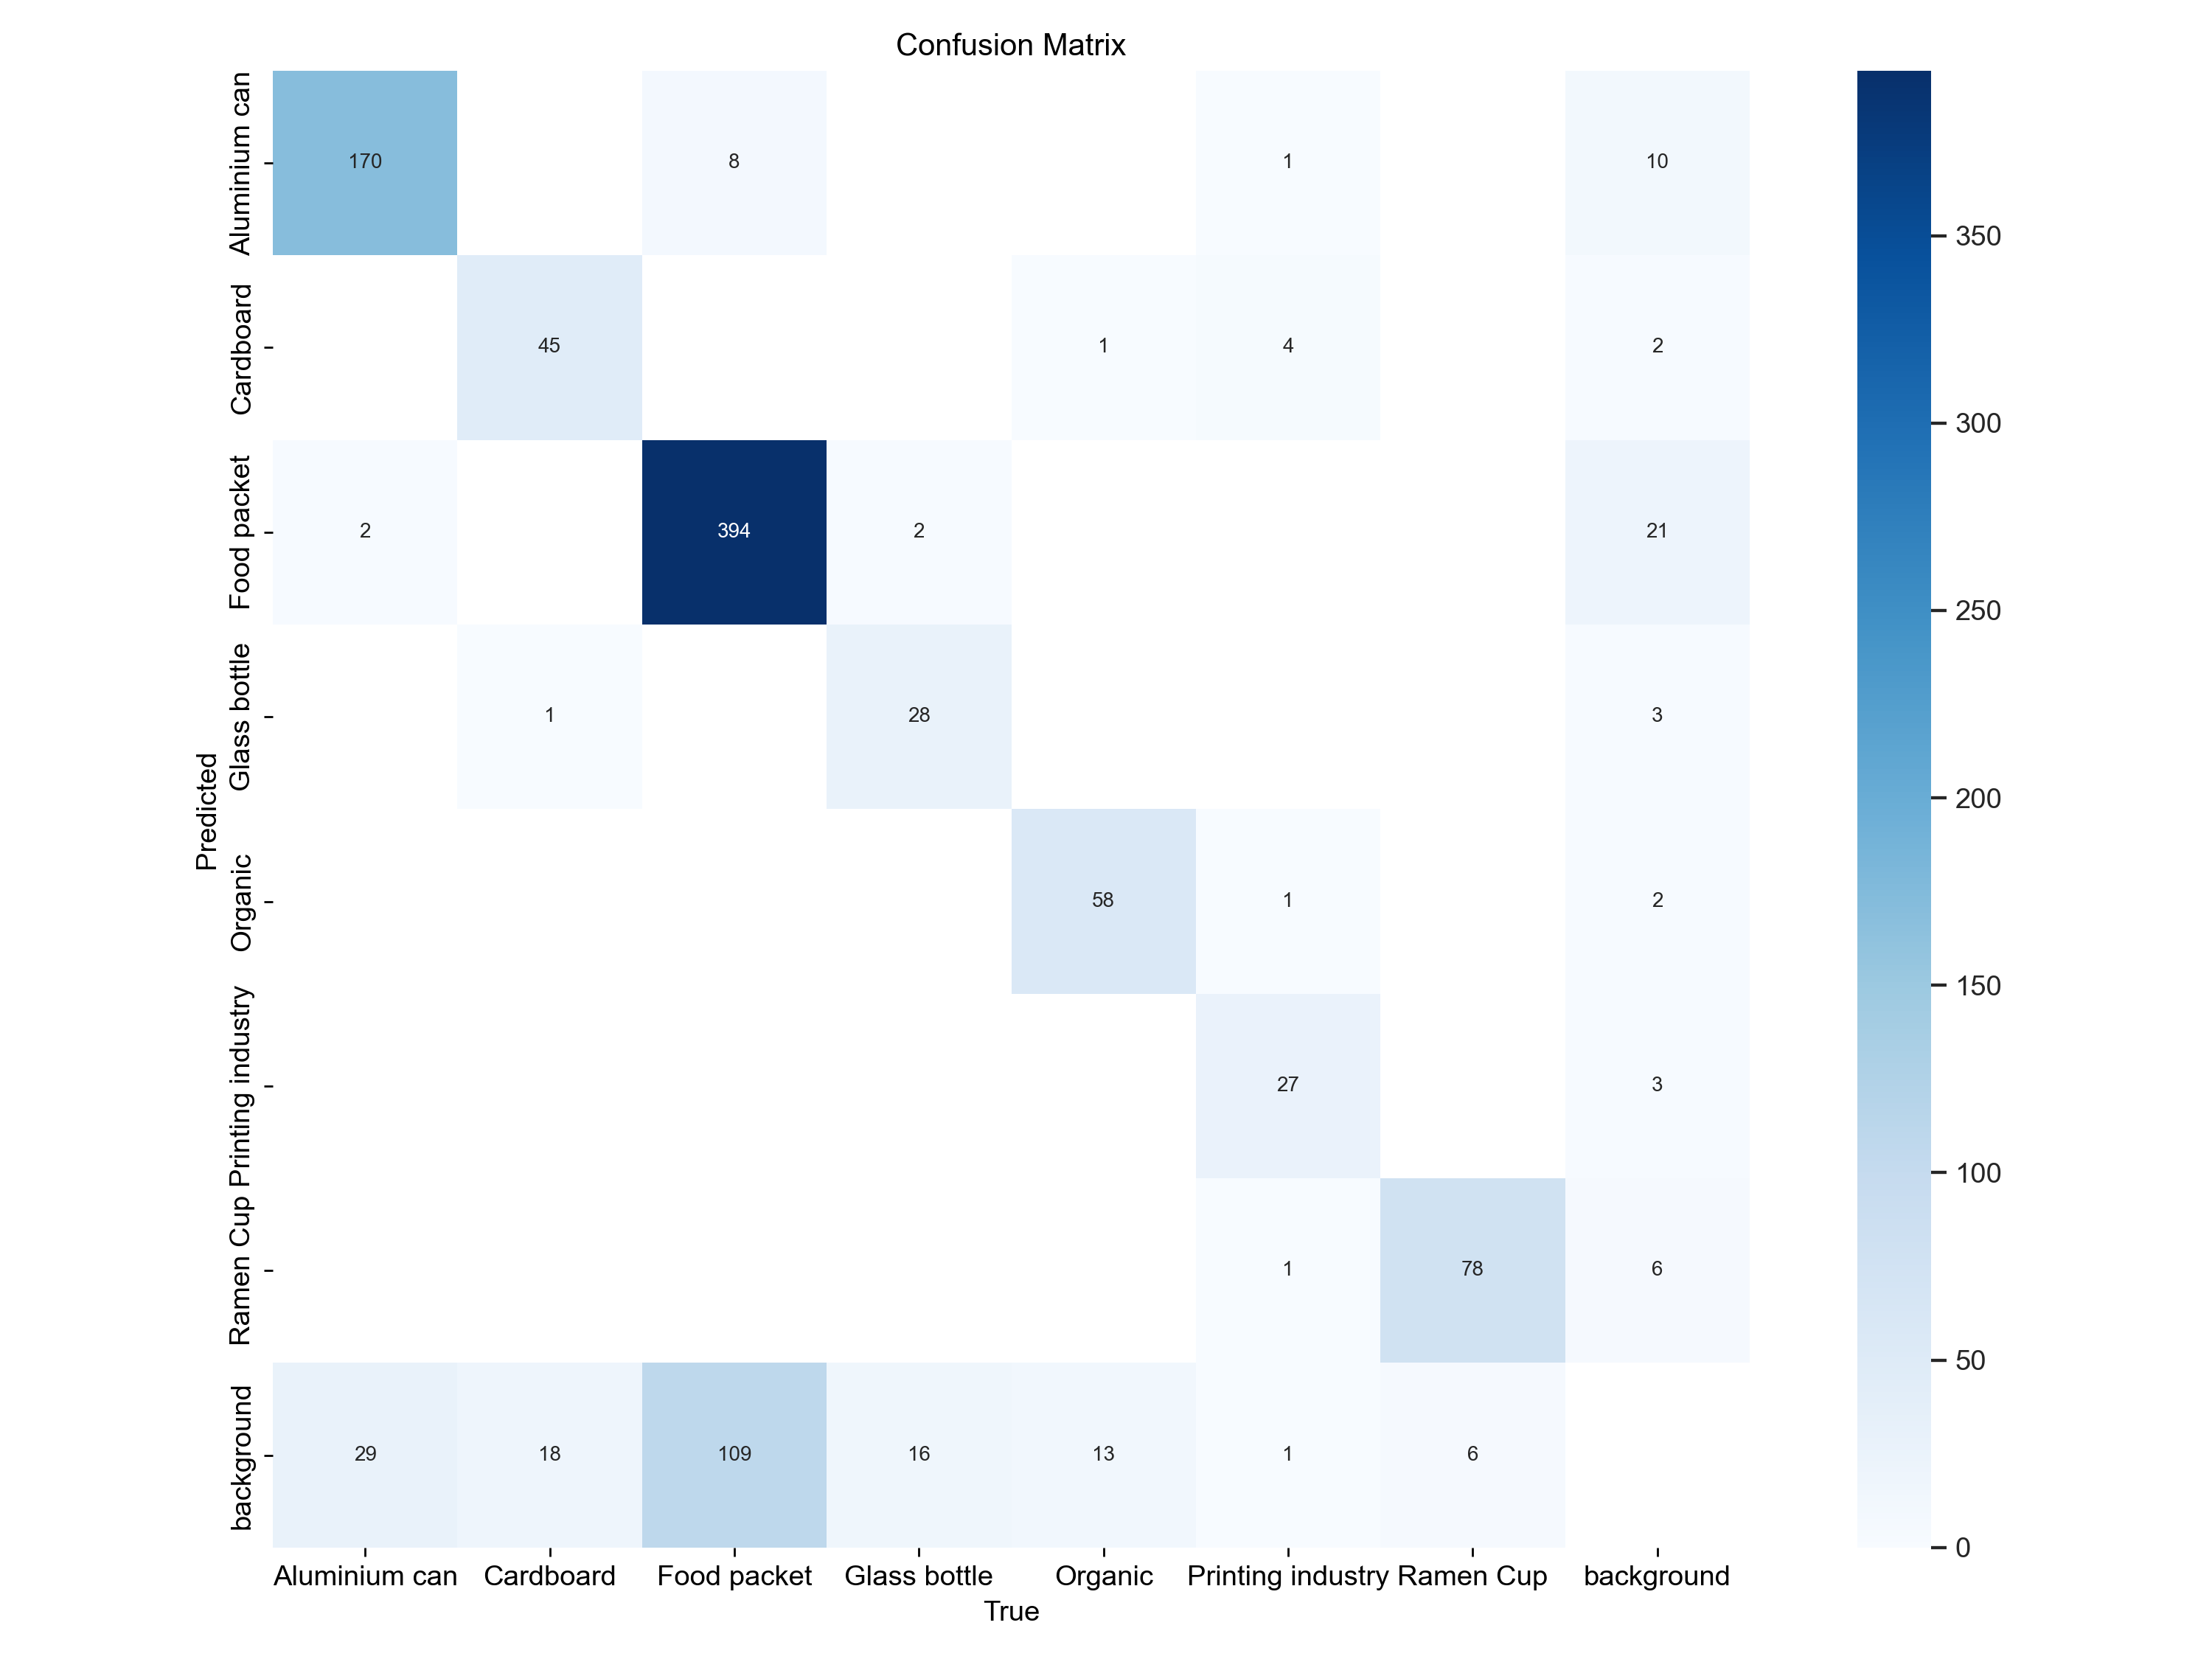 Confusion Matrix
Predicted
Aluminium can
170 8 1 10
Cardboard
45 1 4 2
Food packet
2 394 2 21
Glass bottle
1 28 3
Organic
58 1 2
Printing industry
27 3
Ramen Cup
1 78 6
background
29 18 109 16 13 1 6
Aluminium can Cardboard Food packet Glass bottle Organic Printing industry Ramen Cup background
True
350
300
250
200
150
100
50
0